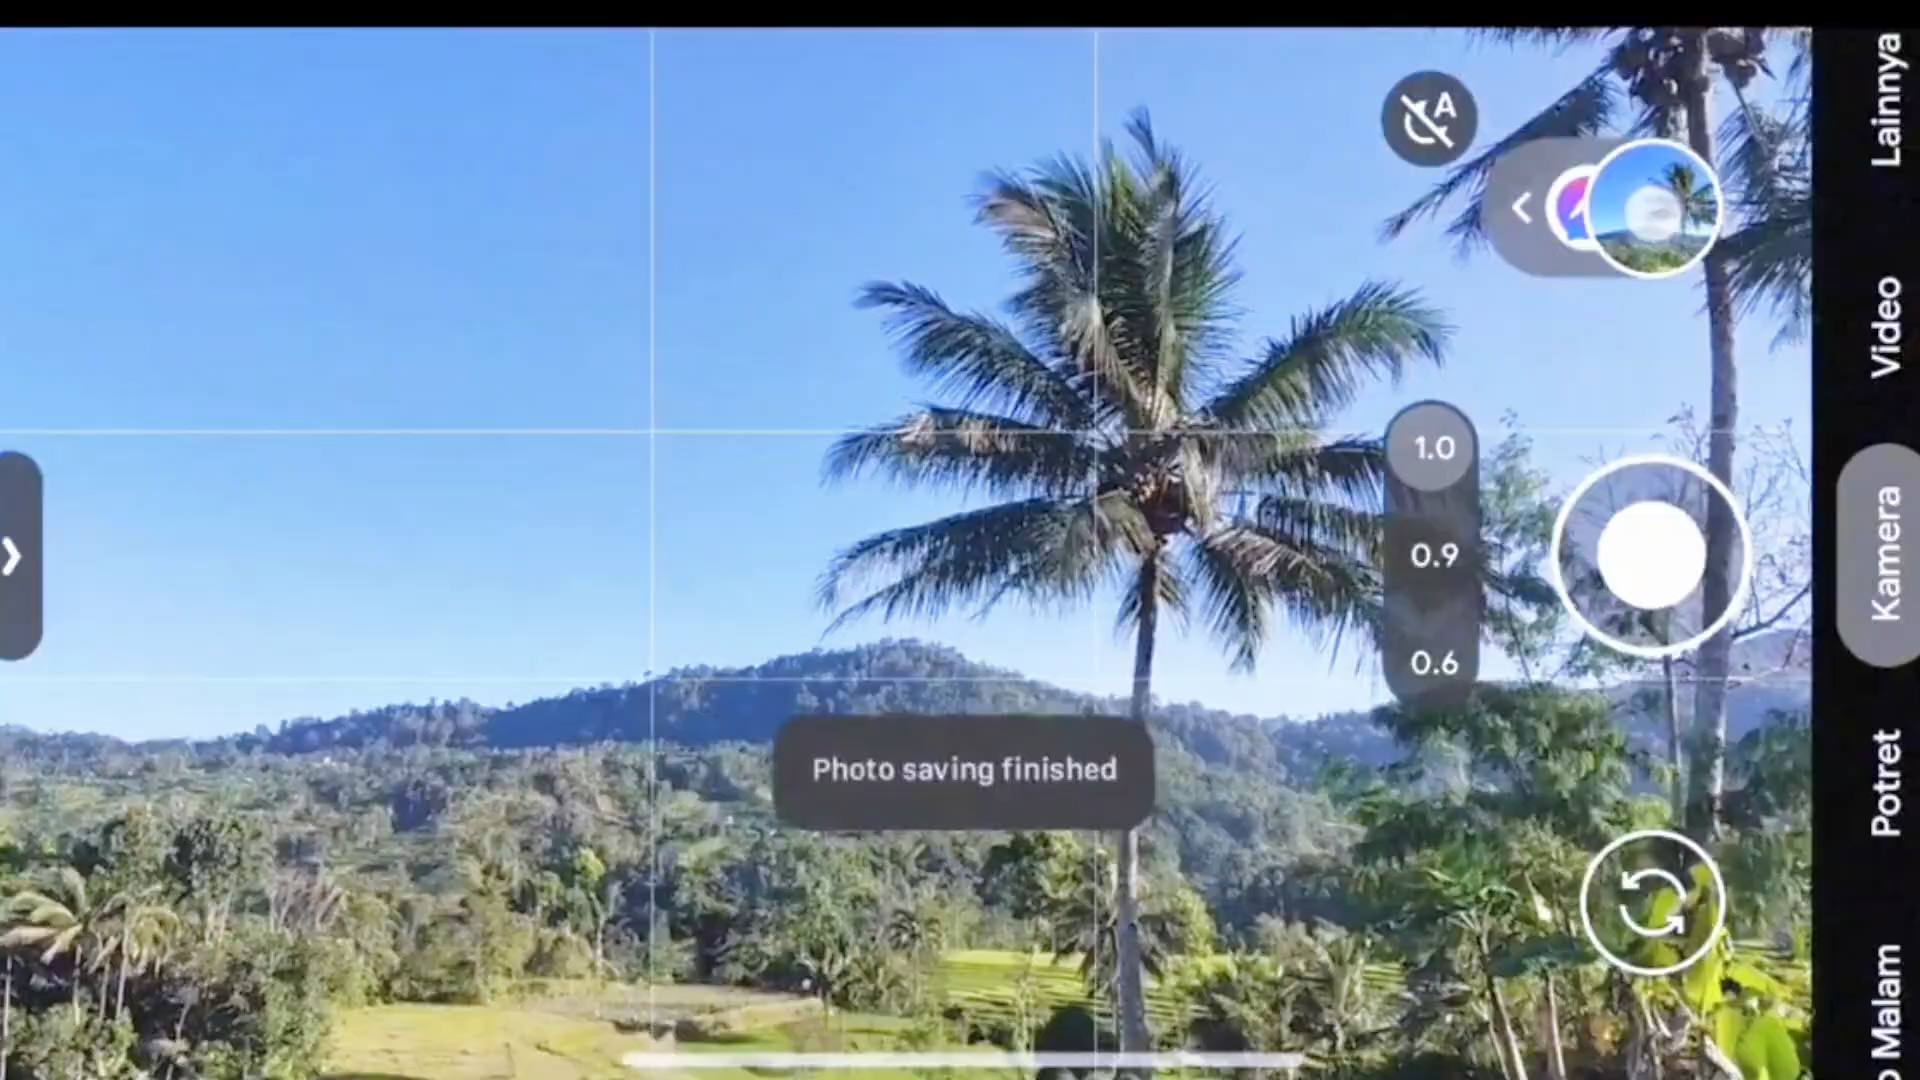 A
1.0
0.9
0.6
Photo saving finished
Lainnya
Video
Kamera
Potret
o Malam